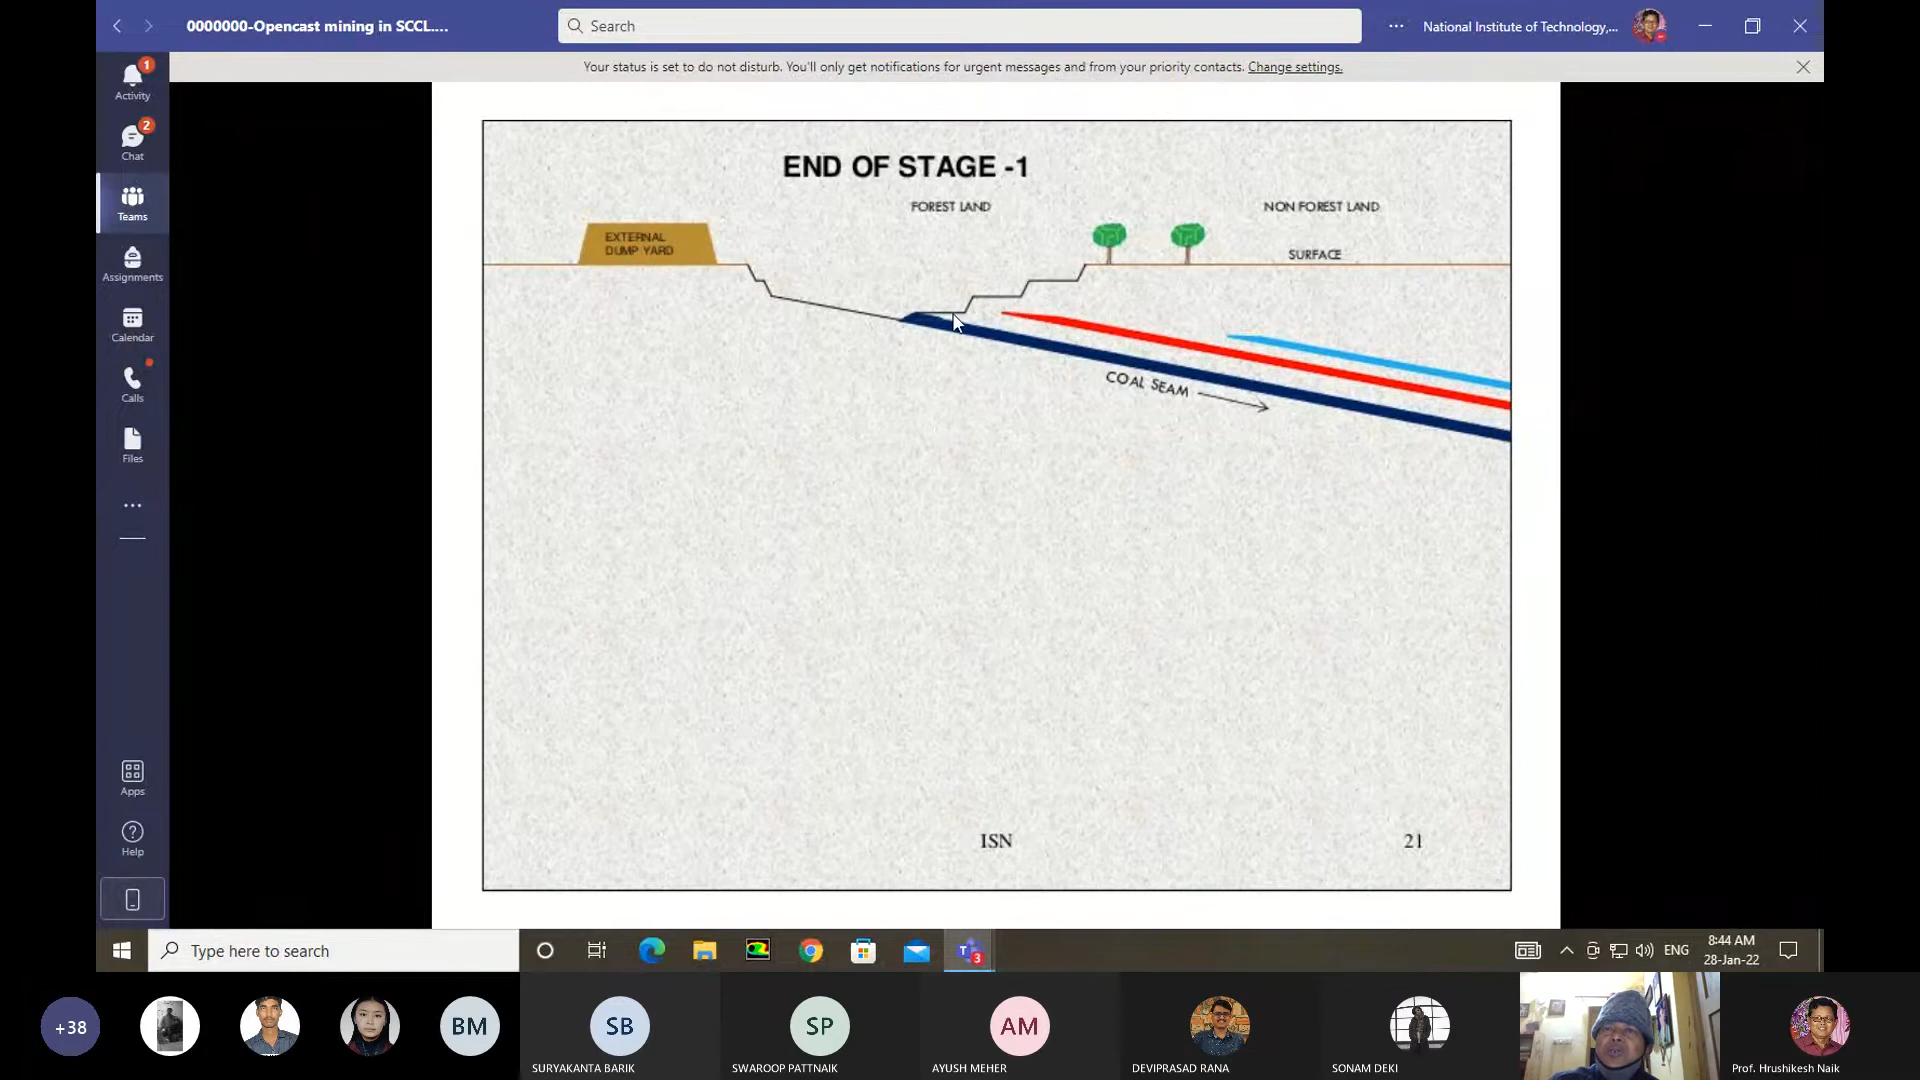 0000000-Opencast mining in SCCL....
Search
National Institute of Technology,...
Your status is set to do not disturb. You'll only get notifications for urgent messages and from your priority contacts. Change settings.
1
Activity
2
Chat
Teams
Assignments
Calendar
Calls
Files
Apps
Help
END OF STAGE -1
FOREST LAND
NON FOREST LAND
EXTERNAL
DUMP YARD
SURFACE
COAL SEAM
ISN
21
Type here to search
3
ENG
8:44 AM
28-Jan-22
+38
BM
SB
SP
AM
SURYAKANTA BARIK
SWAROOP PATTNAIK
AYUSH MEHER
DEVIPRASAD RANA
SONAM DEKI
Prof. Hrushikesh Naik